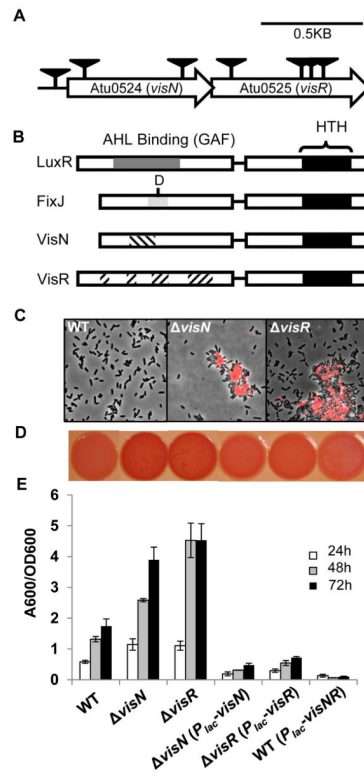 A
0.5KB
Atu0524 (visN)
Atu0525 (visR)
B
AHL Binding (GAF)
HTH
LuxR
D
FixJ
VisN
VisR
C
WT
ΔvisN
ΔvisR
D
E
A600/OD600
6
5
4
3
2
1
0
24h
48h
72h
WT
ΔvisN
ΔvisR
ΔvisN (Plac-visN)
ΔvisR (Plac-visR)
WT (Plac-visNR)